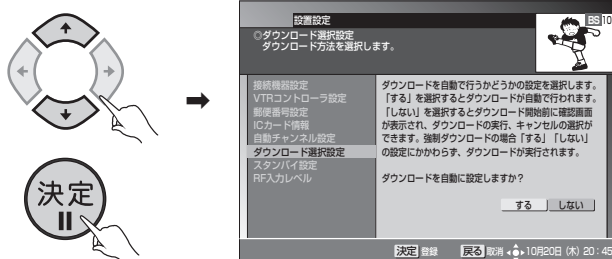 決定
設置設定
BS 10
◎ダウンロード選択設定
ダウンロード方法を選択します。
接続機器設定
VTRコントローラ設定
郵便番号設定
ICカード情報
自動チャンネル設定
ダウンロード選択設定
スタンバイ設定
RF入力レベル
ダウンロードを自動で行うかどうかの設定を選択します。
「する」を選択するとダウンロードが自動で行われます。
「しない」を選択するとダウンロード開始前に確認画面
が表示され、ダウンロードの実行、キャンセルの選択が
できます。強制ダウンロードの場合「する」「しない」
の設定にかかわらず、ダウンロードが実行されます。
ダウンロードを自動に設定しますか？
する しない
決定 登録 戻る 取消 10月20日 (木) 20：45